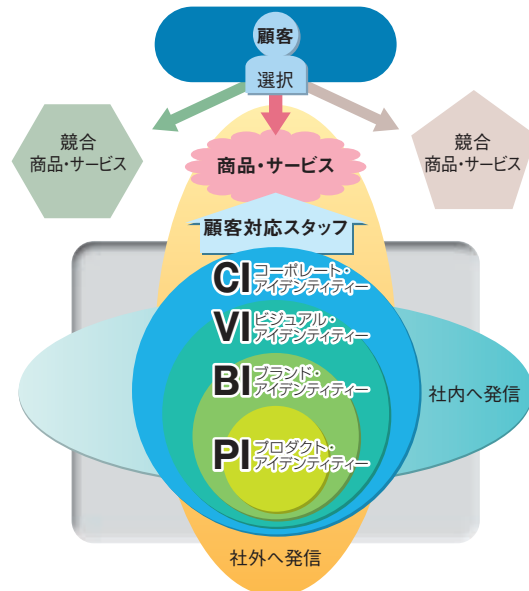 顧客
選択
競合
商品・サービス
競合
商品・サービス
商品・サービス
顧客対応スタッフ
CI コーポレート・
アイデンティティー
VI ビジュアル・
アイデンティティー
BI ブランド・
アイデンティティー
社内へ発信
PI プロダクト・
アイデンティティー
社外へ発信